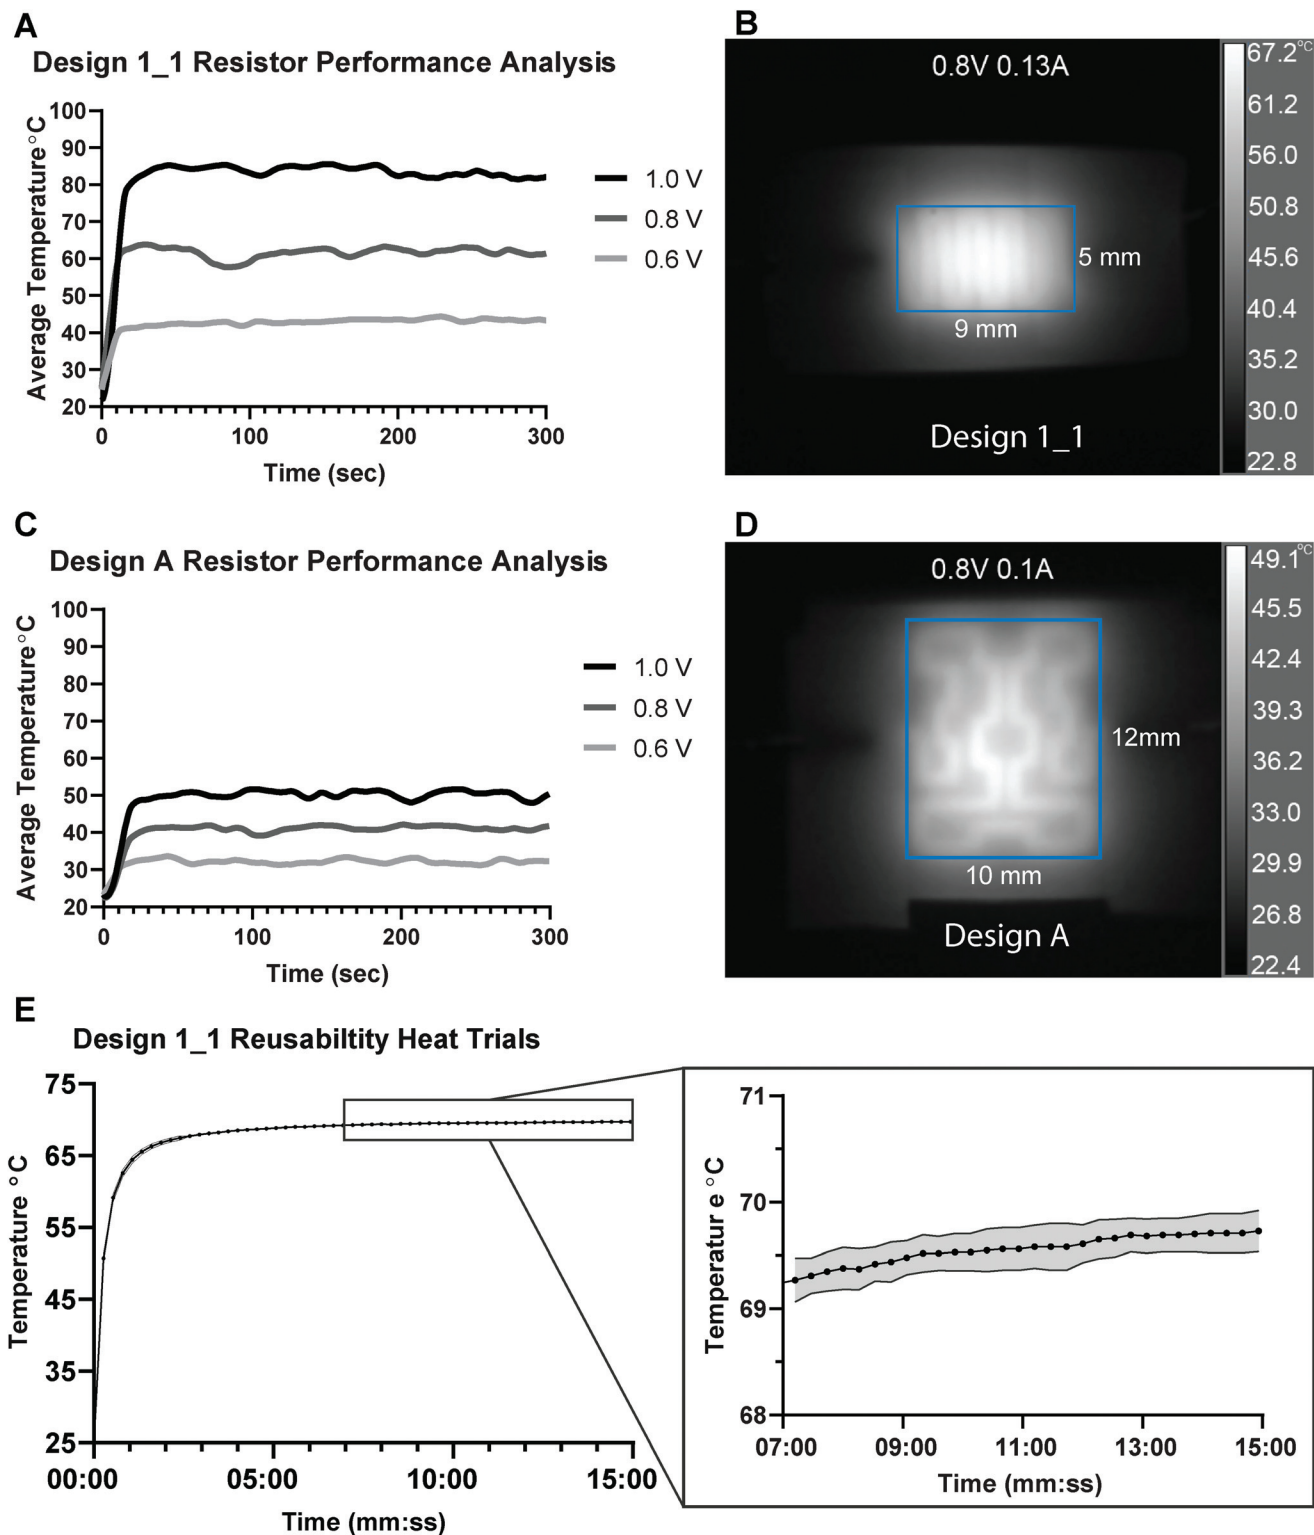 A
Design 1_1 Resistor Performance Analysis
Average Temperature°C
100
90
80
70
60
50
40
30
20
0
100
200
300
Time (sec)
1.0 V
0.8 V
0.6 V
B
0.8V 0.13A
5 mm
9 mm
Design 1_1
67.2°C
61.2
56.0
50.8
45.6
40.4
35.2
30.0
22.8
C
Design A Resistor Performance Analysis
Average Temperature°C
100
90
80
70
60
50
40
30
20
0
100
200
300
Time (sec)
1.0 V
0.8 V
0.6 V
D
0.8V 0.1A
12mm
10 mm
Design A
49.1°C
45.5
42.4
39.3
36.2
33.0
29.9
26.8
22.4
E
Design 1_1 Reusabiltity Heat Trials
Temperature °C
75
65
55
45
35
25
00:00
05:00
10:00
15:00
Time (mm:ss)
Temperatur e °C
71
70
69
68
07:00
09:00
11:00
13:00
15:00
Time (mm:ss)